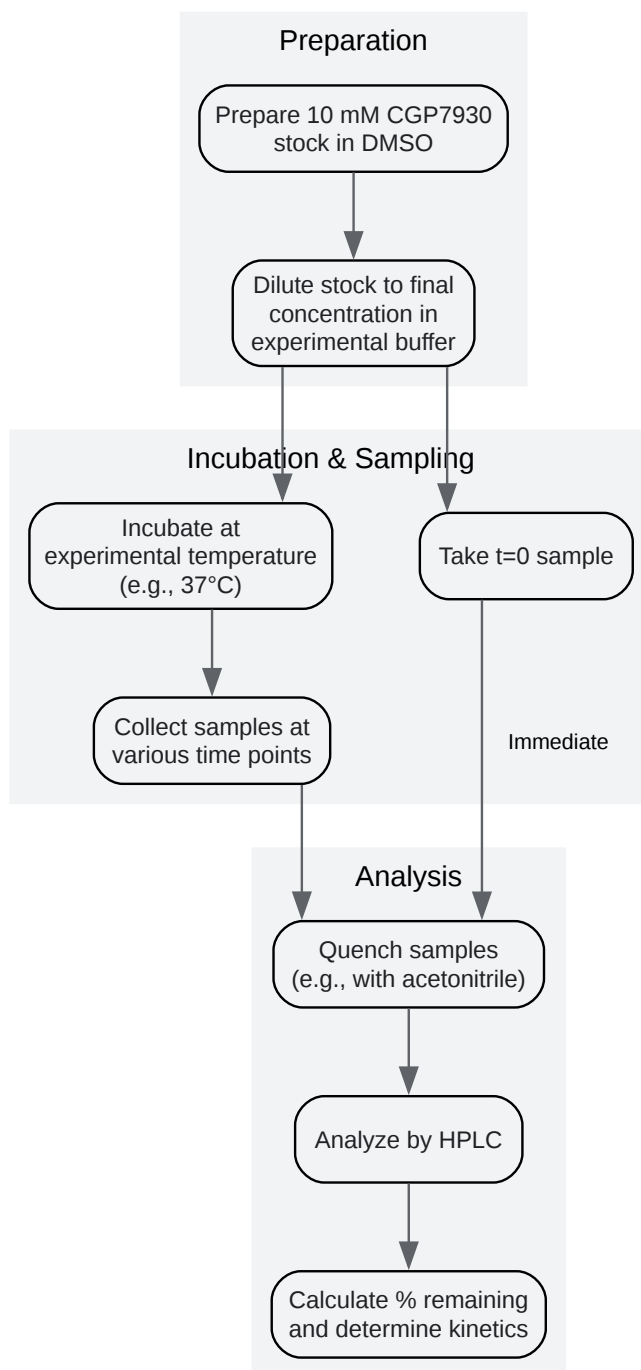 Preparation
Prepare 10 mM CGP7930
stock in DMSO
Dilute stock to final
concentration in
experimental buffer
Incubation & Sampling
Incubate at
experimental temperature
(e.g., 37°C)
Take t=0 sample
Collect samples at
various time points
Immediate
Analysis
Quench samples
(e.g., with acetonitrile)
Analyze by HPLC
Calculate % remaining
and determine kinetics